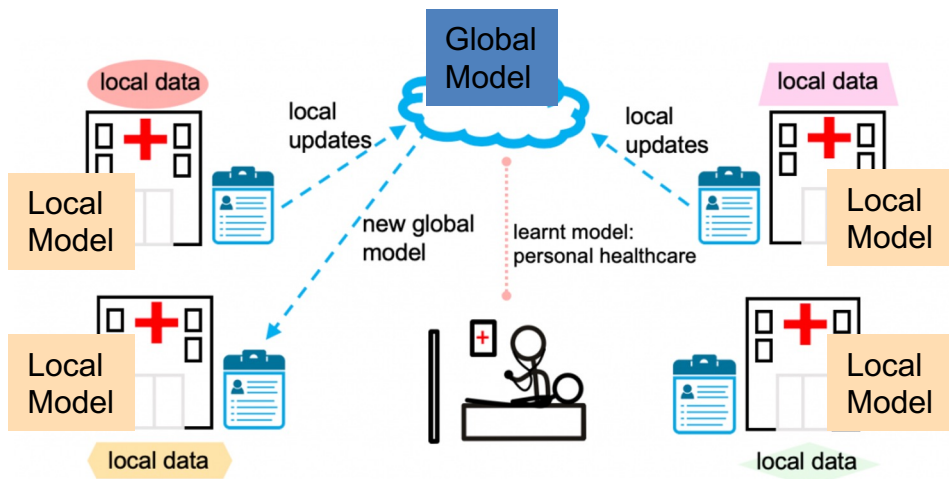 Global
Model
local data
local data
local
updates
local
updates
Local
Model
Local
Model
new global
model
learnt model:
personal healthcare
Local
Model
Local
Model
local data
local data